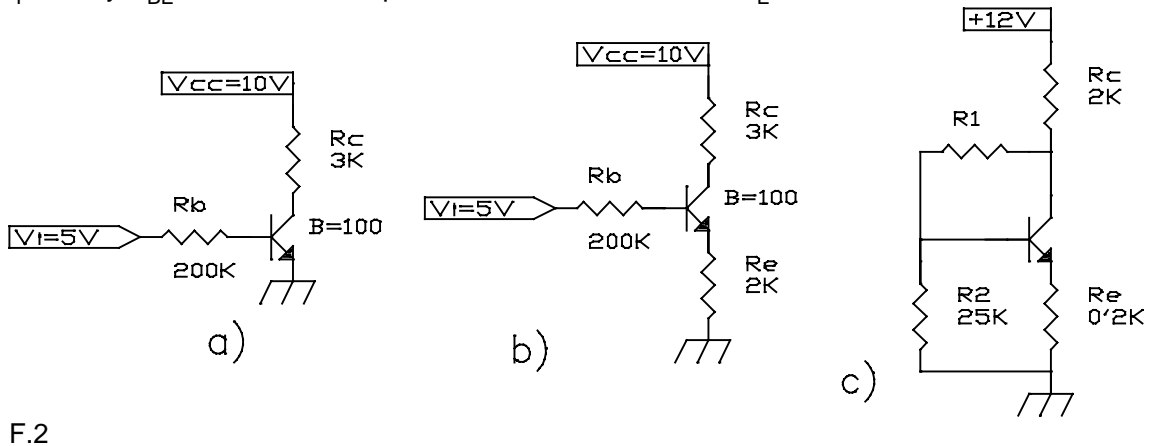 BE
E
Vcc=10V
Rc
3K
Rb
Vi=5V
B=100
200K
a)
Vcc=10V
Rc
3K
Rb
Vi=5V
B=100
200K
Re
2K
b)
+12V
Rc
2K
R1
R2
25K
Re
0'2K
c)
F.2